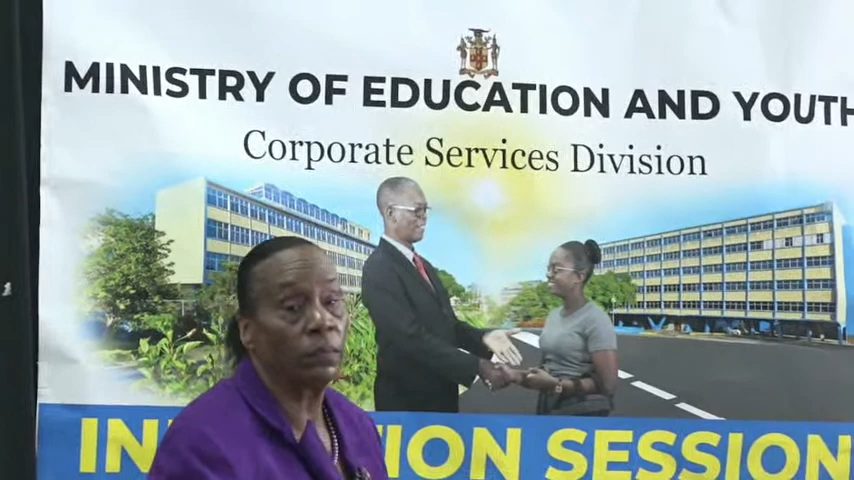 MINISTRY OF EDUCATION AND YOUTH
Corporate Services Division
SESSION